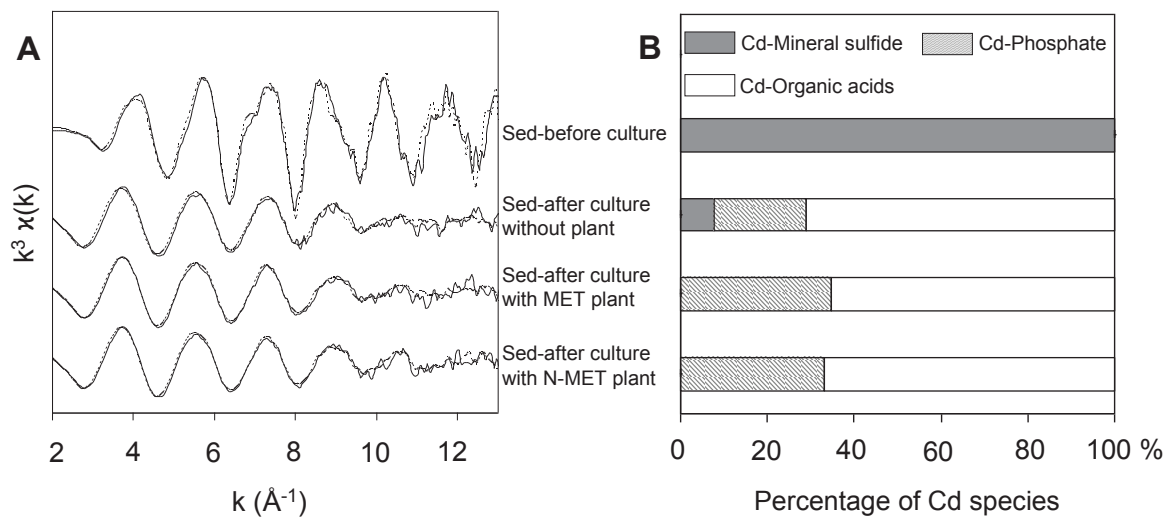 A
k³ χ(k)
Sed-before culture
Sed-after culture
without plant
Sed-after culture
with MET plant
Sed-after culture
with N-MET plant
2 4 6 8 10 12
k (Å⁻¹)
B
Cd-Mineral sulfide
Cd-Phosphate
Cd-Organic acids
0 20 40 60 80 100 %
Percentage of Cd species